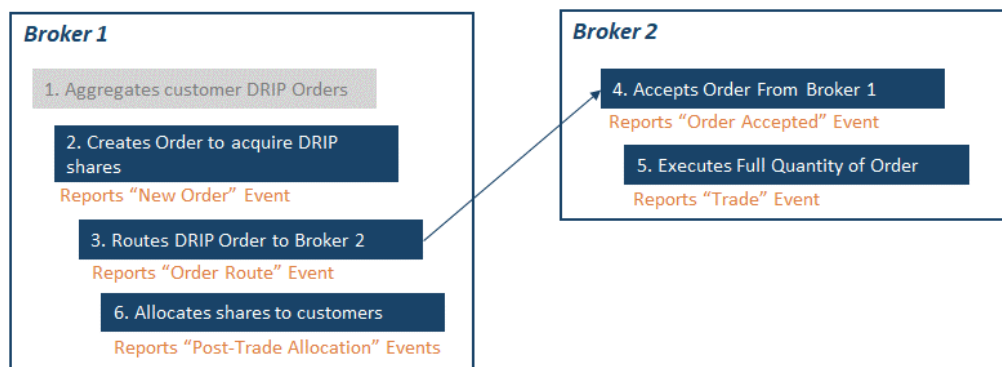 Broker 1
1. Aggregates customer DRIP Orders
2. Creates Order to acquire DRIP
shares
Reports “New Order” Event
3. Routes DRIP Order to Broker 2
Reports “Order Route” Event
6. Allocates shares to customers
Reports “Post-Trade Allocation” Events
Broker 2
4. Accepts Order From Broker 1
Reports “Order Accepted” Event
5. Executes Full Quantity of Order
Reports “Trade” Event